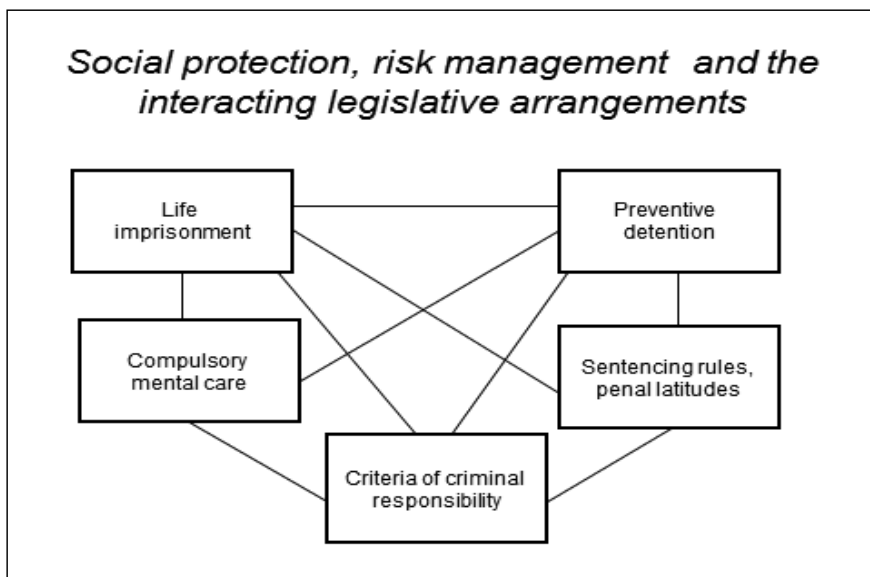 Social protection, risk management and the
interacting legislative arrangements
Life
imprisonment
Preventive
detention
Compulsory
mental care
Sentencing rules,
penal latitudes
Criteria of criminal
responsibility